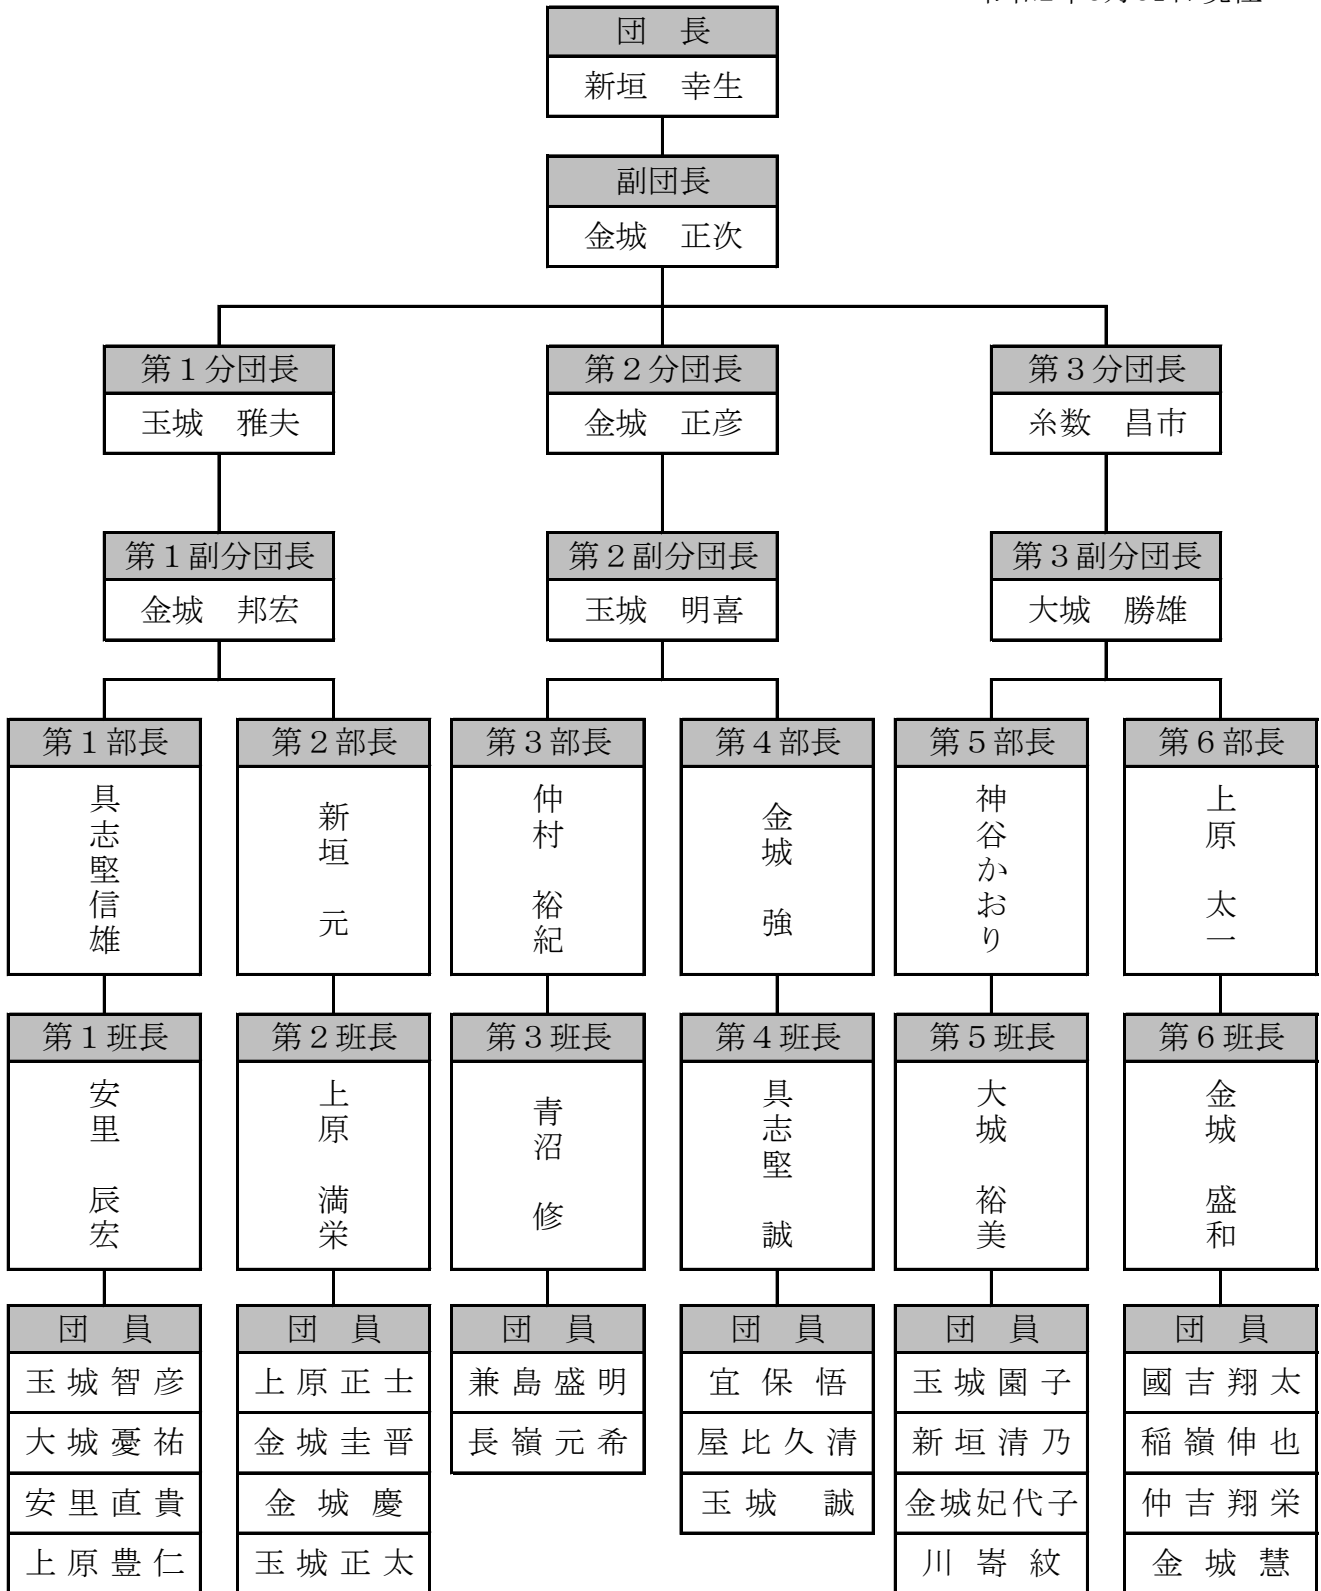 団　長
新垣　幸生
副団長
金城　正次
第１分団長　第２分団長　第３分団長
玉城　雅夫　金城　正彦　糸数　昌市
第１副分団長　第２副分団長　第３副分団長
金城　邦宏　玉城　明喜　大城　勝雄
第１部長　第２部長　第３部長　第４部長　第５部長　第６部長
具志堅信雄　新垣　元　仲村　裕紀　金城　強　神谷かおり　上原　太一
第１班長　第２班長　第３班長　第４班長　第５班長　第６班長
安里　辰宏　上原　満栄　青沼　修　具志堅　誠　大城　裕美　金城　盛和
団　員　団　員　団　員　団　員　団　員　団　員
玉城智彦　上原正士　兼島盛明　宜保悟　玉城園子　國吉翔太
大城憂祐　金城圭晋　長嶺元希　屋比久清　新垣清乃　稲嶺伸也
安里直貴　金城慶　玉城　誠　金城妃代子　仲吉翔栄
上原豊仁　玉城正太　川嵜紋　金城慧